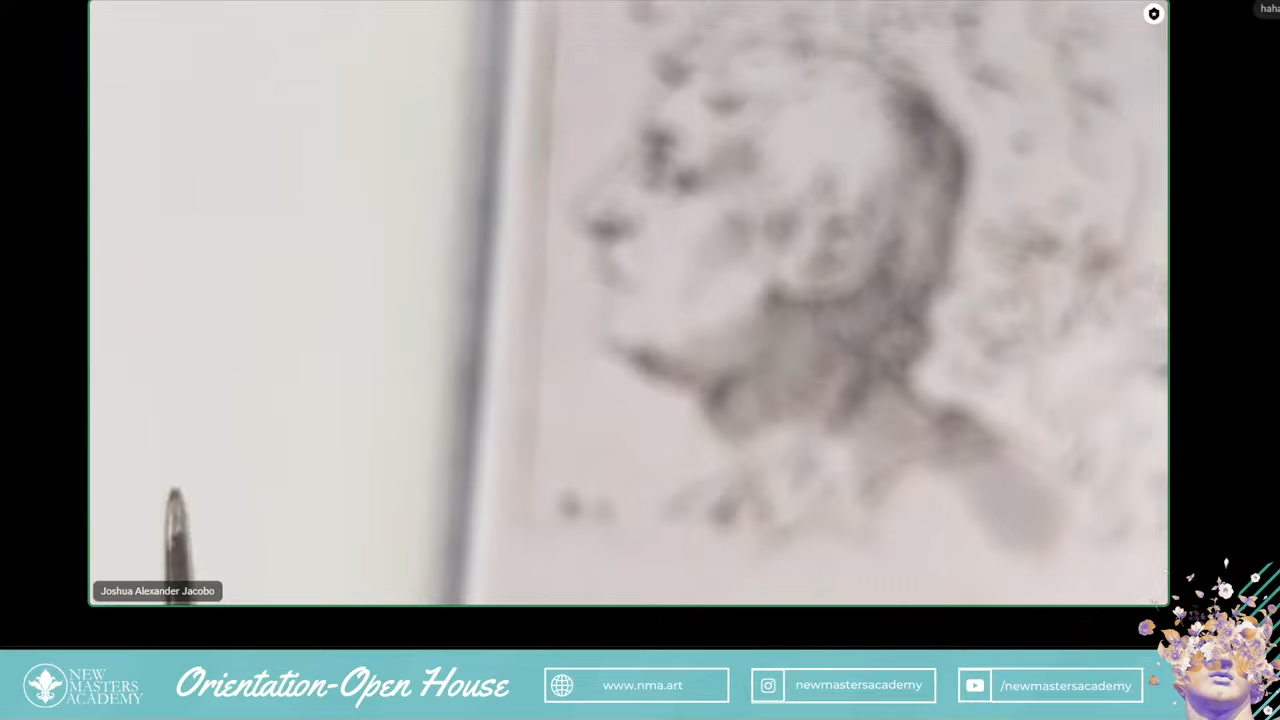 haha
Joshua Alexander Jacobo
NEW
MASTERS
ACADEMY
Orientation-Open House
www.nma.art
newmastersacademy
/newmastersacademy